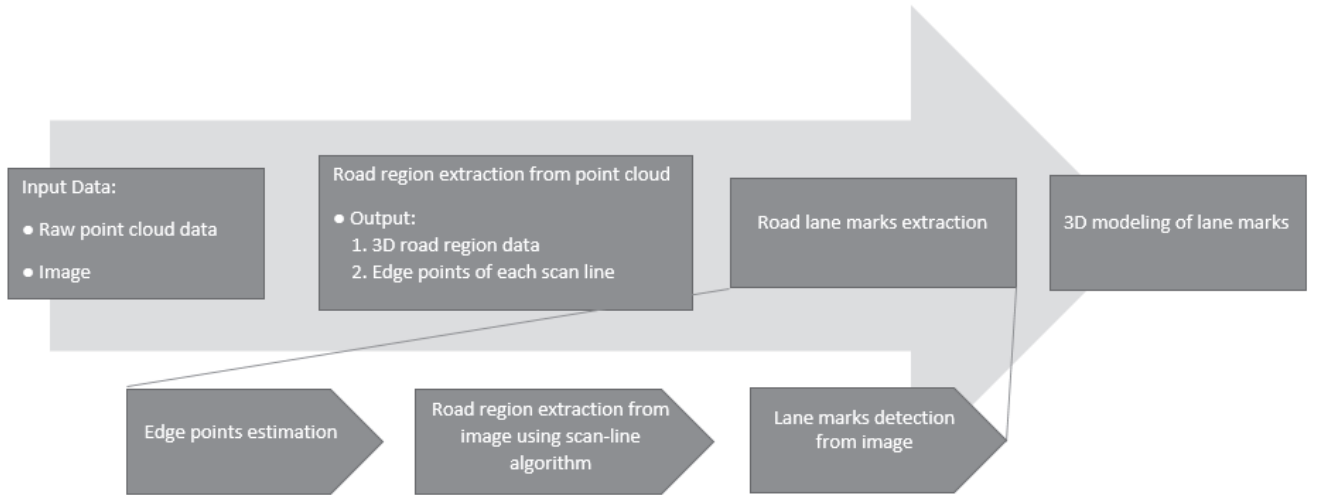 Input Data:
● Raw point cloud data
● Image
Road region extraction from point cloud
● Output:
1. 3D road region data
2. Edge points of each scan line
Road lane marks extraction
3D modeling of lane marks
Edge points estimation
Road region extraction from
image using scan-line
algorithm
Lane marks detection
from image